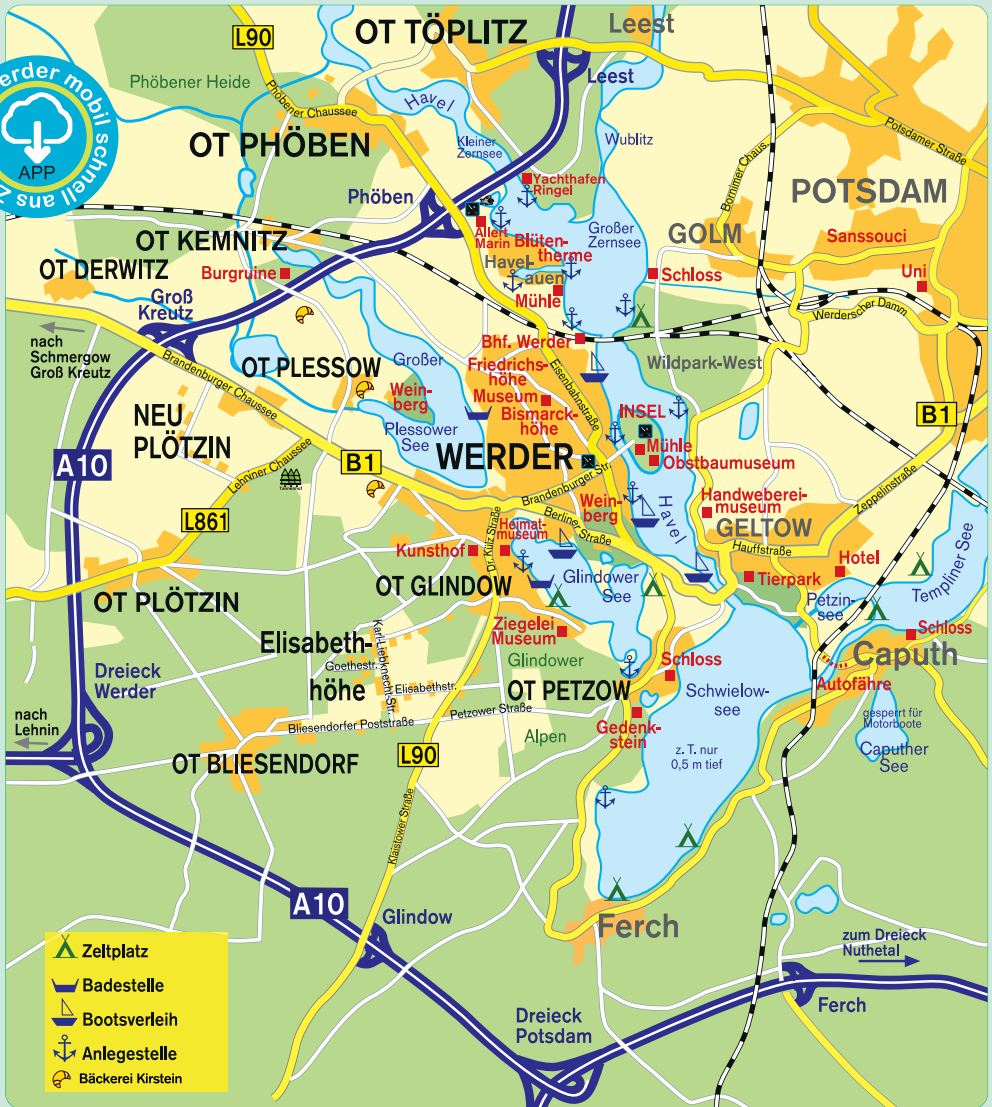 L90
OT TÖPLITZ
Leest
Leest
Phöbener Heide
Havel
Phöbener Chaussee
Werder mobil schnell ans Z
APP
OT PHÖBEN
Kleiner
Zernsee
Wublitz
Potsdamer Straße
Bornimer Chaus.
Phöben
Yachthafen
Ringel
POTSDAM
Allert
Marin
Blüten-
therme
Großer
Zernsee
GOLM
Sanssouci
OT KEMNITZ
Havel-
auen
OT DERWITZ
Burgruine
Mühle
Schloss
Uni
Groß
Kreutz
Werderscher Damm
nach
Schmergow
Groß Kreutz
Brandenburger Chaussee
OT PLESSOW
Großer
Bhf. Werder
Wildpark-West
Friedrichs-
höhe
Eisenbahnstraße
Wein-
berg
Museum
Bismarck-
höhe
INSEL
B1
NEU
PLÖTZIN
Plessower
See
WERDER
Mühle
Obstbaumuseum
A10
Lehniner Chaussee
B1
Brandenburger Str.
Zeppelinstraße
L861
Wein-
berg
Havel
Handweberei-
museum
GELTOW
Berliner Straße
Dr. Külz Straße
Heimat-
museum
Hauffstraße
Kunsthof
Hotel
Tierpark
Templiner See
OT GLINDOW
Glindower
See
Petzin-
see
OT PLÖTZIN
Ziegelei
Museum
Schloss
Elisabeth-
höhe
Karl-Liebknecht-Str.
Goethestr.
Elisabethstr.
Glindower
Alpen
Schloss
Caputh
Autofähre
Dreieck
Werder
OT PETZOW
Schwielow-
see
nach
Lehnin
Petzower Straße
Bliesendorfer Poststraße
Gedenk-
stein
gesperrt für
Motorboote
Caputher
See
OT BLIESENDORF
L90
z. T. nur
0,5 m tief
Klaistower Straße
A10
Glindow
Ferch
zum Dreieck
Nuthetal
Zeltplatz
Badestelle
Bootsverleih
Anlegestelle
Bäckerei Kirstein
Dreieck
Potsdam
Ferch